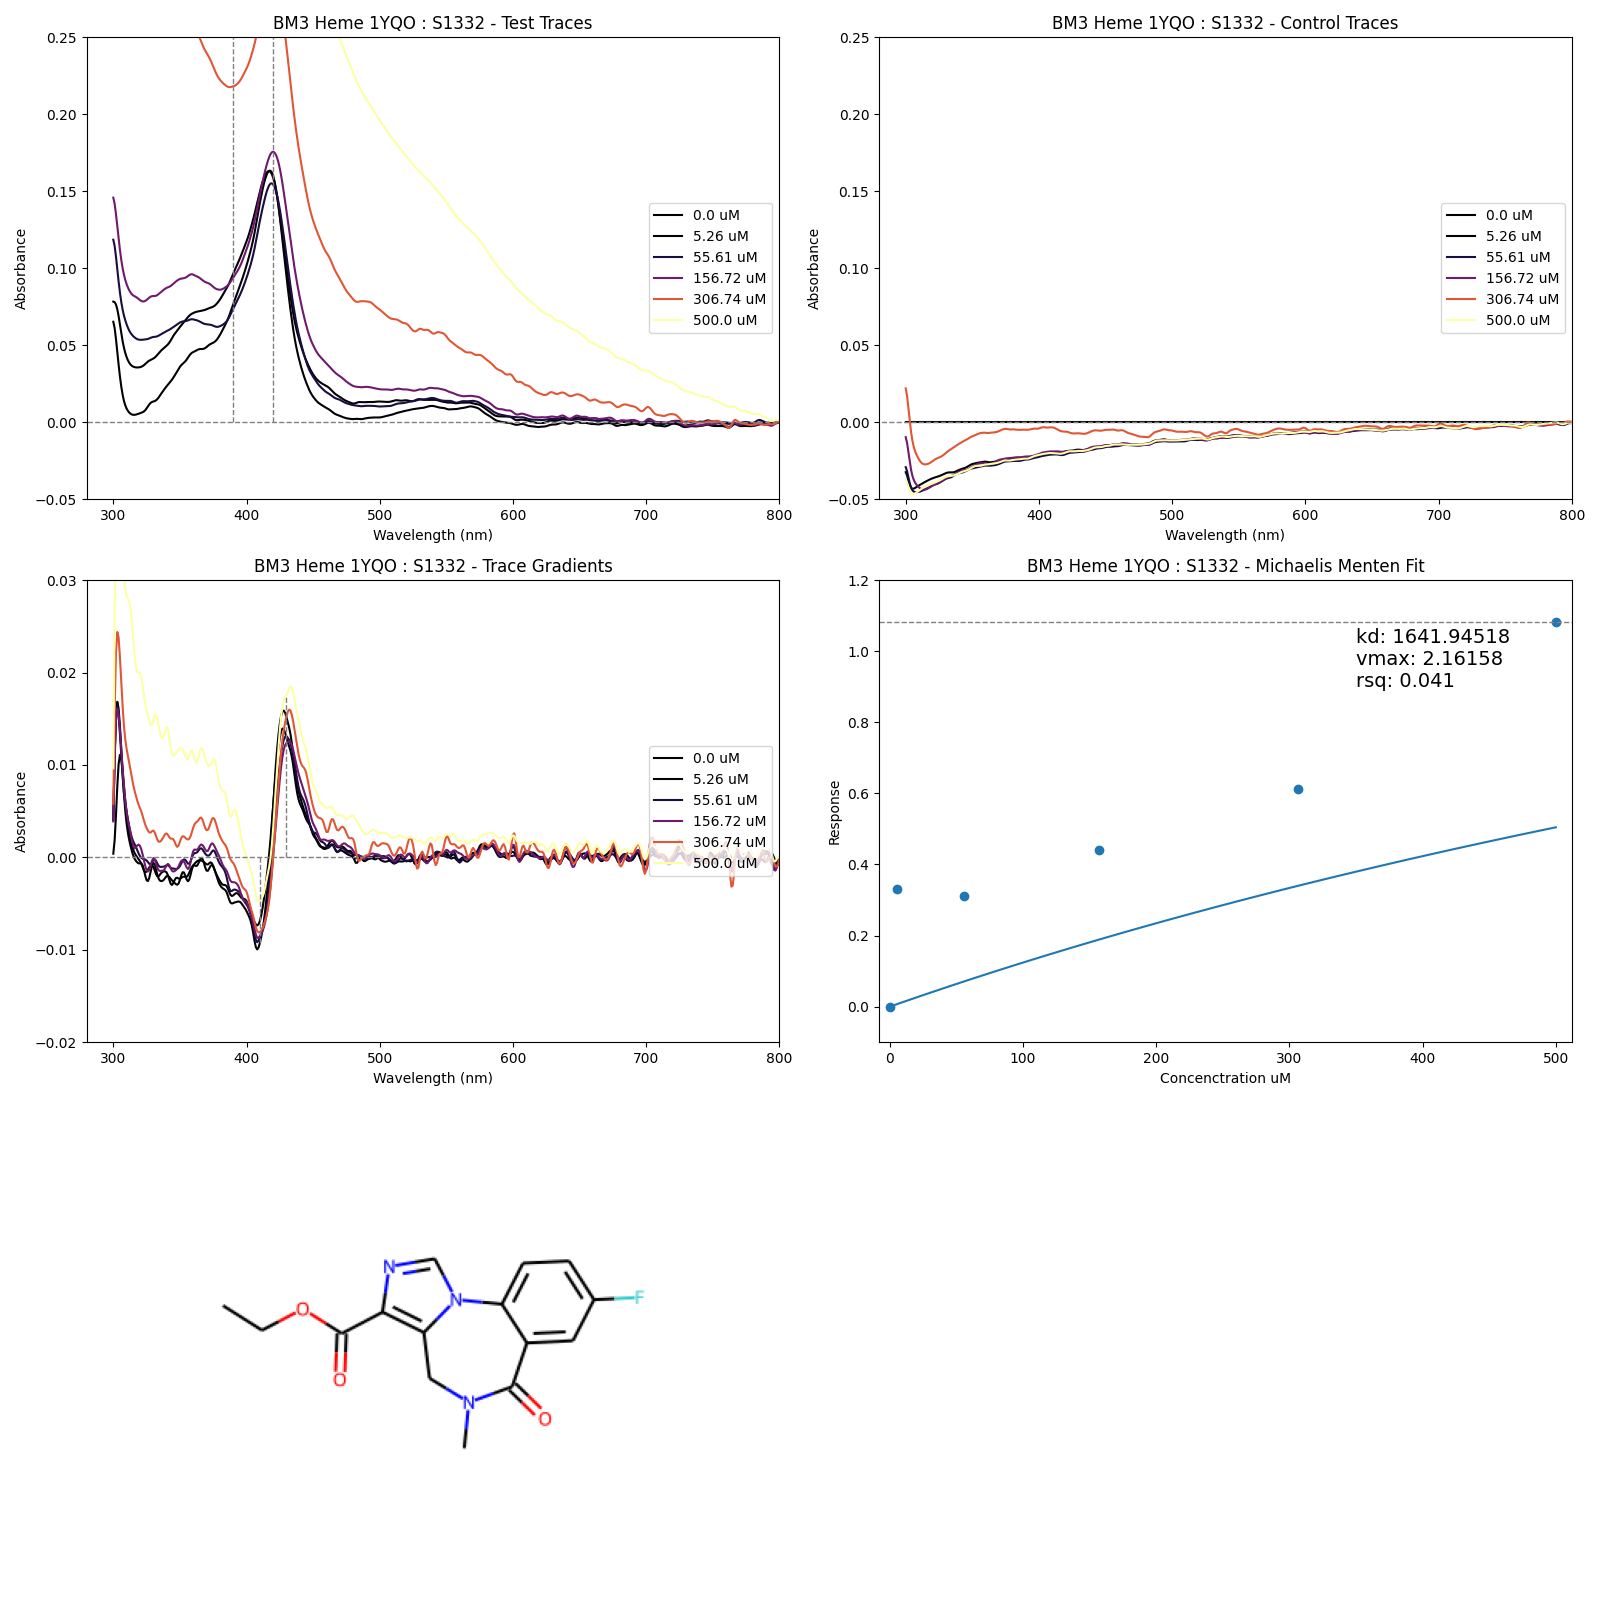 BM3 Heme 1YQO : S1332 - Test Traces
0.25
0.20
0.15
0.10
0.05
0.00
−0.05
Absorbance
300 400 500 600 700 800
Wavelength (nm)
0.0 uM
5.26 uM
55.61 uM
156.72 uM
306.74 uM
500.0 uM
BM3 Heme 1YQO : S1332 - Control Traces
0.25
0.20
0.15
0.10
0.05
0.00
−0.05
Absorbance
300 400 500 600 700 800
Wavelength (nm)
0.0 uM
5.26 uM
55.61 uM
156.72 uM
306.74 uM
500.0 uM
BM3 Heme 1YQO : S1332 - Trace Gradients
0.03
0.02
0.01
0.00
−0.01
−0.02
Absorbance
300 400 500 600 700 800
Wavelength (nm)
0.0 uM
5.26 uM
55.61 uM
156.72 uM
306.74 uM
500.0 uM
BM3 Heme 1YQO : S1332 - Michaelis Menten Fit
1.2
1.0
0.8
0.6
0.4
0.2
0.0
Response
kd: 1641.94518
vmax: 2.16158
rsq: 0.041
0 100 200 300 400 500
Concenctration uM
N
N
F
O
O
N
O